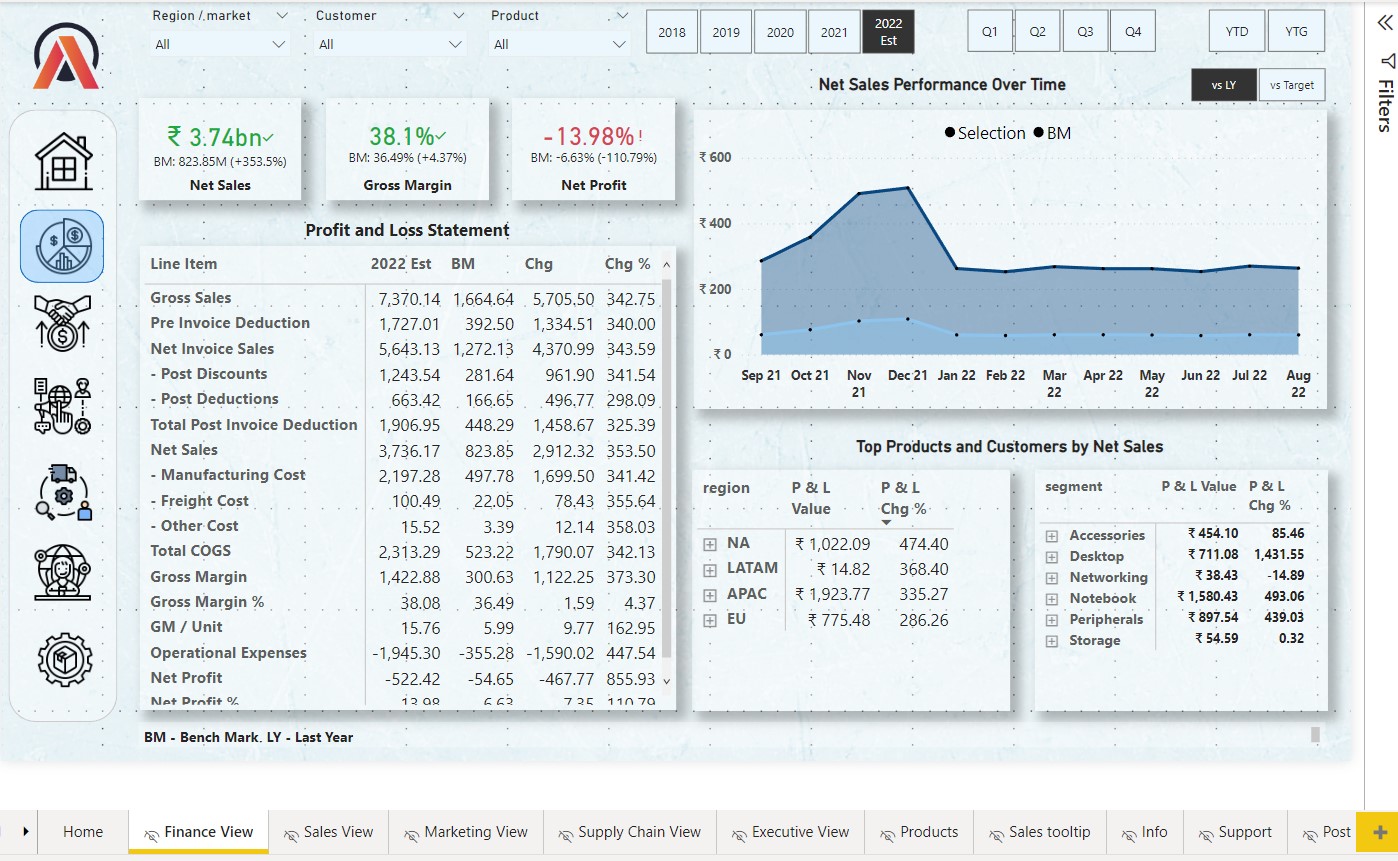 Region / market Customer Product
All All All
2018 2019 2020 2021 2022 Est Q1 Q2 Q3 Q4 YTD YTG
Filters
Net Sales Performance Over Time
vs LY vs Target
₹ 3.74bn
BM: 823.85M (+353.5%)
Net Sales
38.1%
BM: 36.49% (+4.37%)
Gross Margin
-13.98%!
BM: -6.63% (-110.79%)
Net Profit
Selection BM
₹ 600
₹ 400
₹ 200
₹ 0
Sep 21 Oct 21 Nov 21 Dec 21 Jan 22 Feb 22 Mar 22 Apr 22 May 22 Jun 22 Jul 22 Aug 22
Profit and Loss Statement
Line Item 2022 Est BM Chg Chg %
Gross Sales 7,370.14 1,664.64 5,705.50 342.75
Pre Invoice Deduction 1,727.01 392.50 1,334.51 340.00
Net Invoice Sales 5,643.13 1,272.13 4,370.99 343.59
- Post Discounts 1,243.54 281.64 961.90 341.54
- Post Deductions 663.42 166.65 496.77 298.09
Total Post Invoice Deduction 1,906.95 448.29 1,458.67 325.39
Net Sales 3,736.17 823.85 2,912.32 353.50
- Manufacturing Cost 2,197.28 497.78 1,699.50 341.42
- Freight Cost 100.49 22.05 78.43 355.64
- Other Cost 15.52 3.39 12.14 358.03
Total COGS 2,313.29 523.22 1,790.07 342.13
Gross Margin 1,422.88 300.63 1,122.25 373.30
Gross Margin % 38.08 36.49 1.59 4.37
GM / Unit 15.76 5.99 9.77 162.95
Operational Expenses -1,945.30 -355.28 -1,590.02 447.54
Net Profit -522.42 -54.65 -467.77 855.93
Net Profit % 13.98 6.63 7.35 110.79
Top Products and Customers by Net Sales
region P & L Value P & L Chg %
NA ₹ 1,022.09 474.40
LATAM ₹ 14.82 368.40
APAC ₹ 1,923.77 335.27
EU ₹ 775.48 286.26
segment P & L Value P & L Chg %
Accessories ₹ 454.10 85.46
Desktop ₹ 711.08 1,431.55
Networking ₹ 38.43 -14.89
Notebook ₹ 1,580.43 493.06
Peripherals ₹ 897.54 439.03
Storage ₹ 54.59 0.32
BM - Bench Mark. LY - Last Year
Home Finance View Sales View Marketing View Supply Chain View Executive View Products Sales tooltip Info Support Post